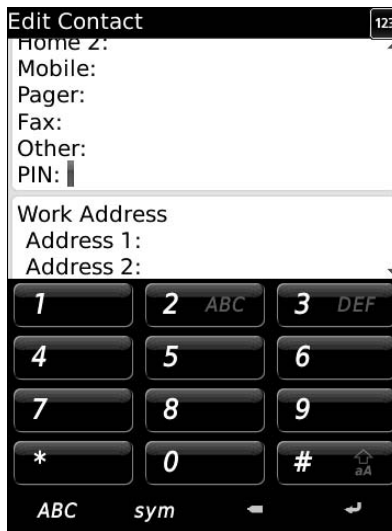 Edit Contact 123
Home 2:
Mobile:
Pager:
Fax:
Other:
PIN:
Work Address
Address 1:
Address 2:
1 2 ABC 3 DEF
4 5 6
7 8 9
* 0 # aA
ABC sym